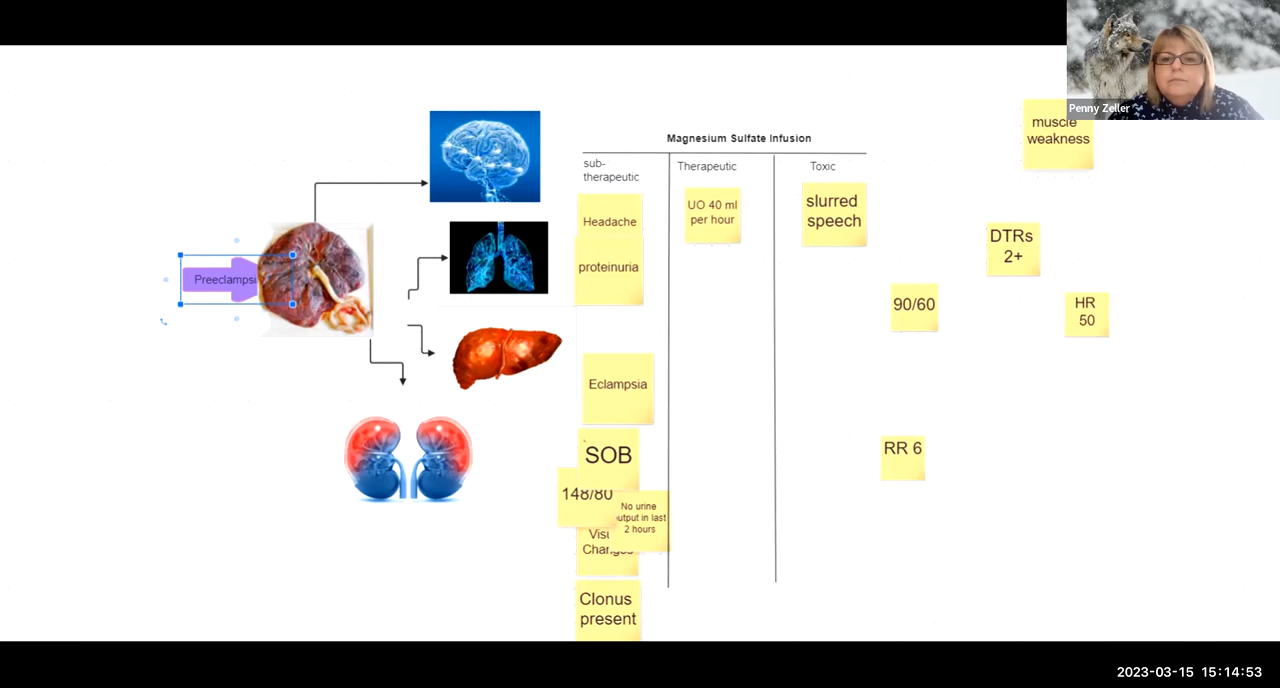 Penny Zeller
muscle
weakness
Magnesium Sulfate Infusion
sub-
therapeutic
Therapeutic
Toxic
Headache
UO 40 ml
per hour
slurred
speech
proteinuria
DTRs
2+
Preeclampsi
90/60
HR
50
Eclampsia
SOB
RR 6
148/80
No urine
utput in last
2 hours
Changes
Clonus
present
2023-03-15 15:14:53